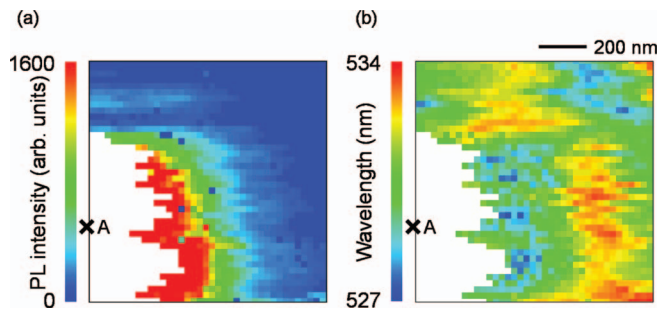 (a)
(b)
200 nm
1600
PL intensity (arb. units)
0
A
534
Wavelength (nm)
527
A